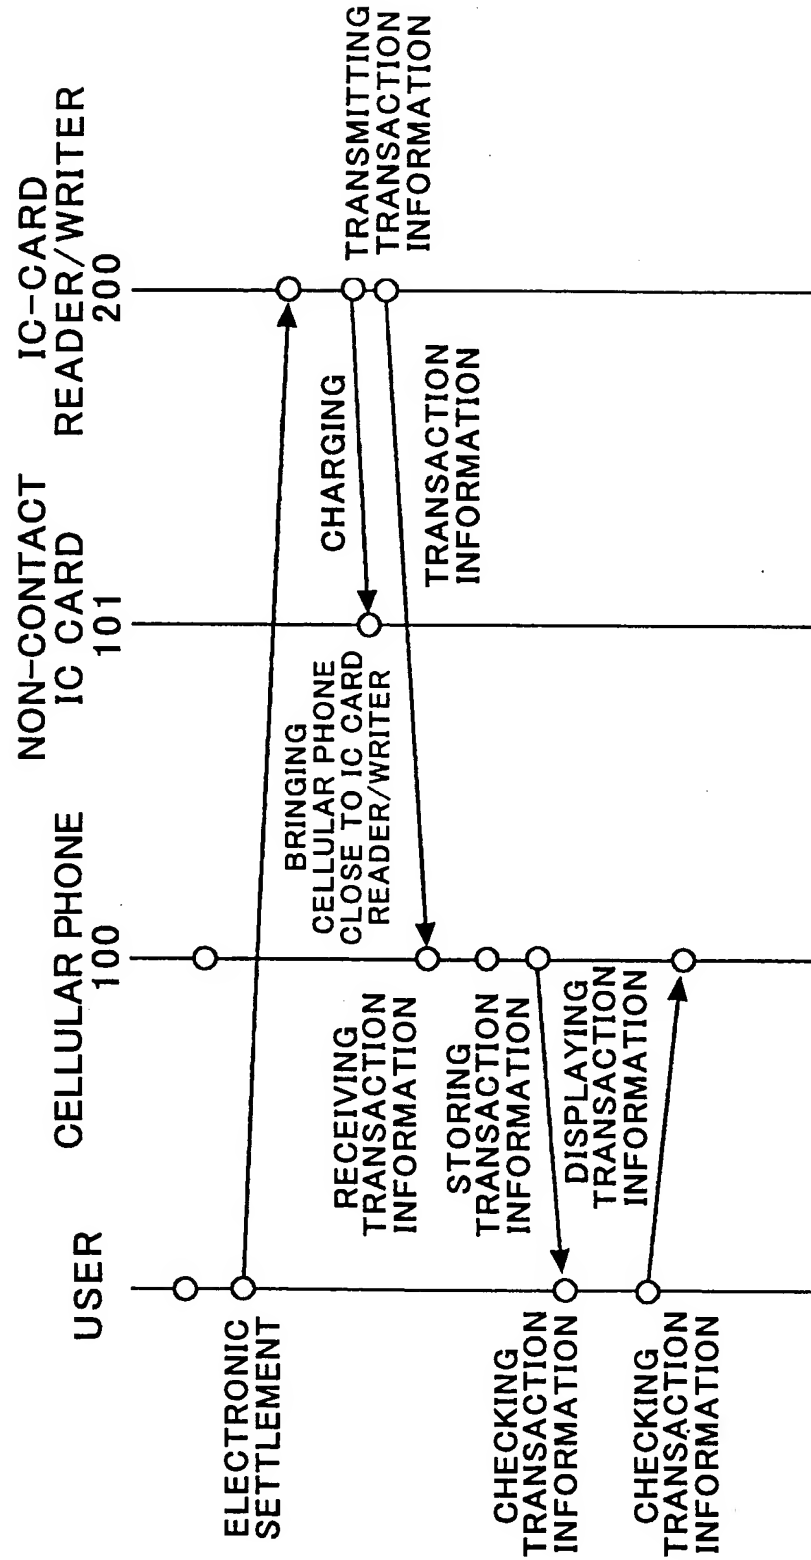 USER
CELLULAR PHONE
100
NON-CONTACT
IC CARD
101
IC-CARD
READER/WRITER
200
ELECTRONIC
SETTLEMENT
BRINGING
CELLULAR PHONE
CLOSE TO IC CARD
READER/WRITER
CHARGING
TRANSMITTING
TRANSACTION
INFORMATION
TRANSACTION
INFORMATION
RECEIVING
TRANSACTION
INFORMATION
STORING
TRANSACTION
INFORMATION
DISPLAYING
TRANSACTION
INFORMATION
CHECKING
TRANSACTION
INFORMATION
CHECKING
TRANSACTION
INFORMATION